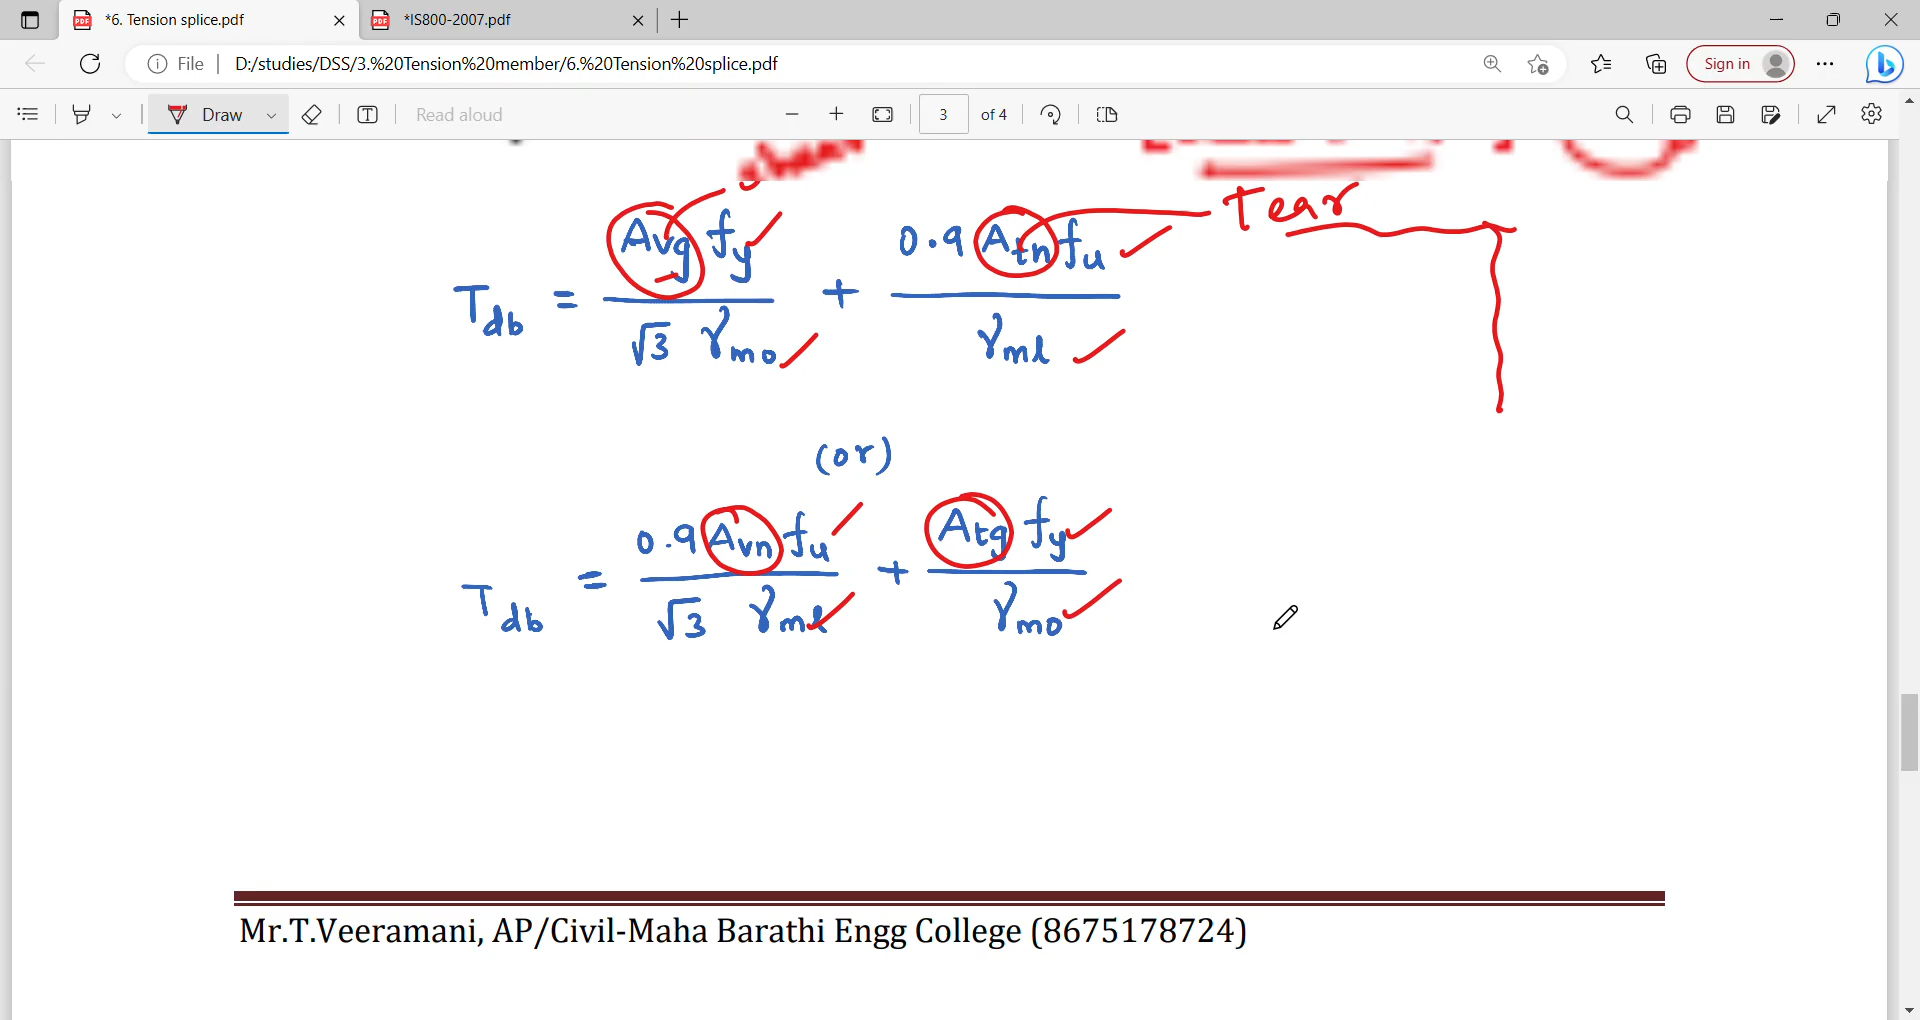 *6. Tension splice.pdf
*IS800-2007.pdf
File D:/studies/DSS/3.%20Tension%20member/6.%20Tension%20splice.pdf
Sign in
Draw
Read aloud
3 of 4
Tear
T_db = (Avg fy) / (√3 γmo) + (0.9 Atn fu) / (γml)
(or)
T_db = (0.9 Avn fu) / (√3 γml) + (Atg fy) / (γmo)
Mr.T.Veeramani, AP/Civil-Maha Barathi Engg College (8675178724)